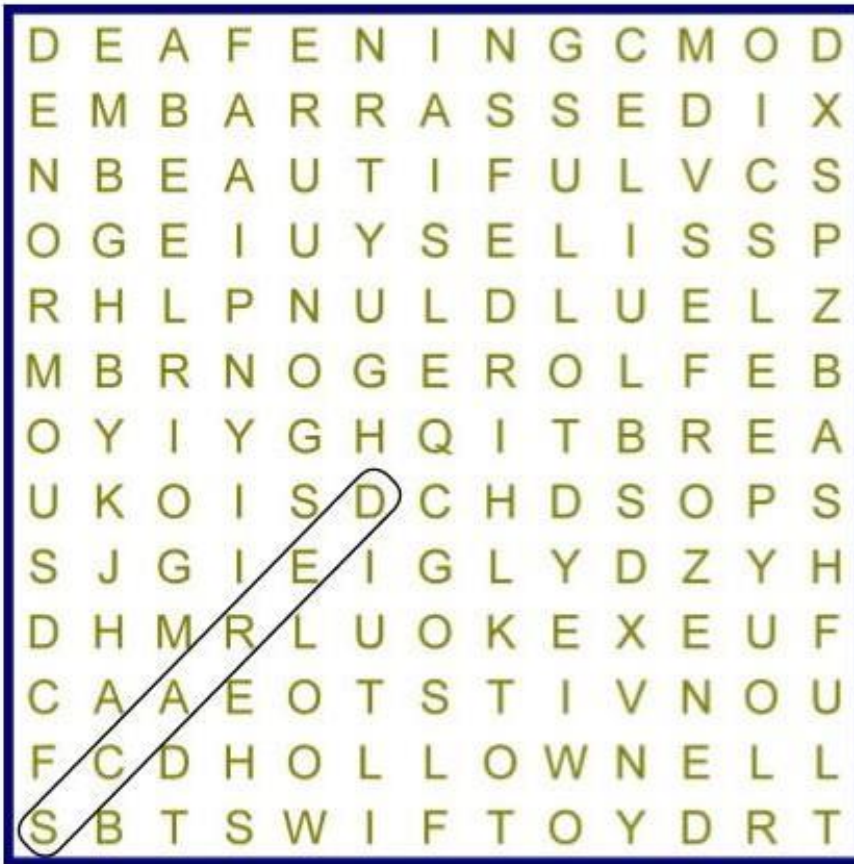 D E A F E N I N G C M O D
E M B A R R A S S E D I X
N B E A U T I F U L V C S
O G E I U Y S E L I S S P
R H L P N U L D L U E L Z
M B R N O G E R O L F E B
O Y I Y G H Q I T B R E A
U K O I S D C H D S O P S
S J G I E I G L Y D Z Y H
D H M R L U O K E X E U F
C A A E O T S T I V N O U
F C D H O L L O W N E L L
S B T S W I F T O Y D R T